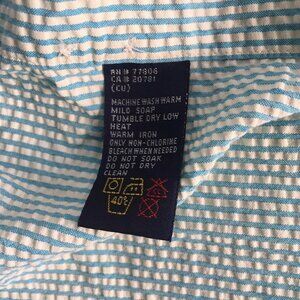 RN# 77806
CA# 20781
(CU)
MACHINE WASH WARM
MILD SOAP
TUMBLE DRY LOW
HEAT
WARM IRON
ONLY NON-CHLORINE
BLEACH WHEN NEEDED
DO NOT SOAK
DO NOT DRY
CLEAN
40°